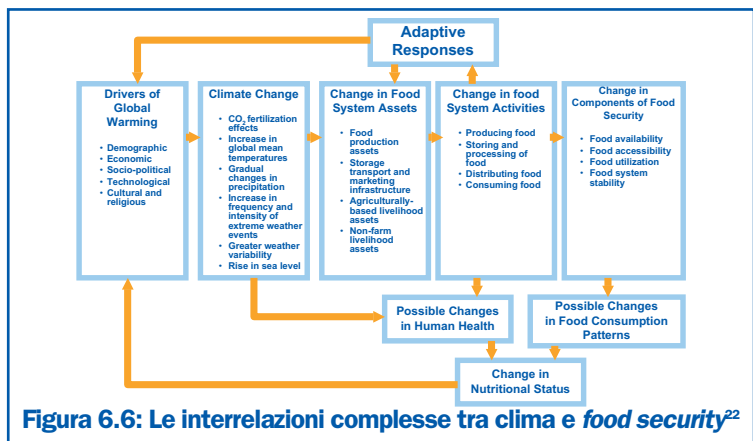 Adaptive
Responses
Drivers of
Global
Warming
• Demographic
• Economic
• Socio-political
• Technological
• Cultural and
religious
Climate Change
• CO₂ fertilization
effects
• Increase in
global mean
temperatures
• Gradual
changes in
precipitation
• Increase in
frequency and
intensity of
extreme weather
events
• Greater weather
variability
• Rise in sea level
Change in Food
System Assets
• Food
production
assets
• Storage
transport and
marketing
infrastructure
• Agriculturally-
based livelihood
assets
• Non-farm
livelihood
assets
Change in food
System Activities
• Producing food
• Storing and
processing of
food
• Distributing food
• Consuming food
Change in
Components of Food
Security
• Food availability
• Food accessibility
• Food utilization
• Food system
stability
Possible Changes
in Human Health
Possible Changes
in Food Consumption
Patterns
Change in
Nutritional Status
Figura 6.6: Le interrelazioni complesse tra clima e food security²²